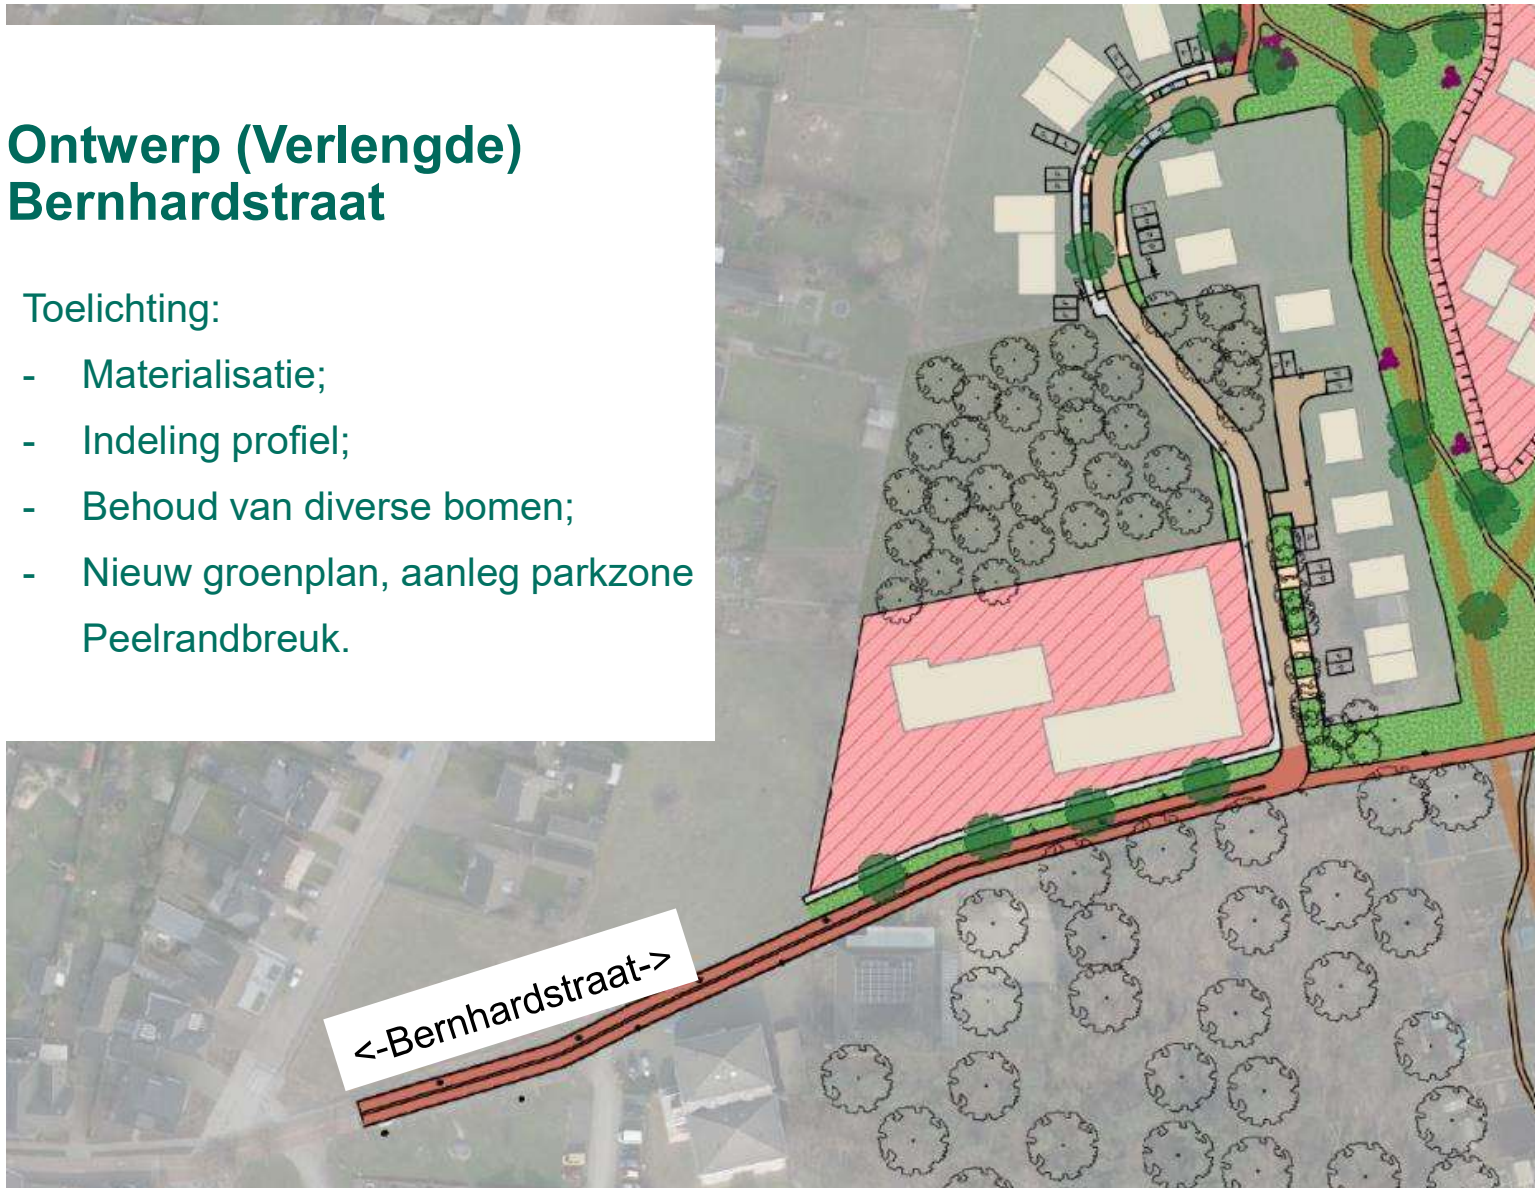 Ontwerp (Verlengde)
Bernhardstraat
Toelichting:
- Materialisatie;
- Indeling profiel;
- Behoud van diverse bomen;
- Nieuw groenplan, aanleg parkzone
Peelrandbreuk.
<-Bernhardstraat->